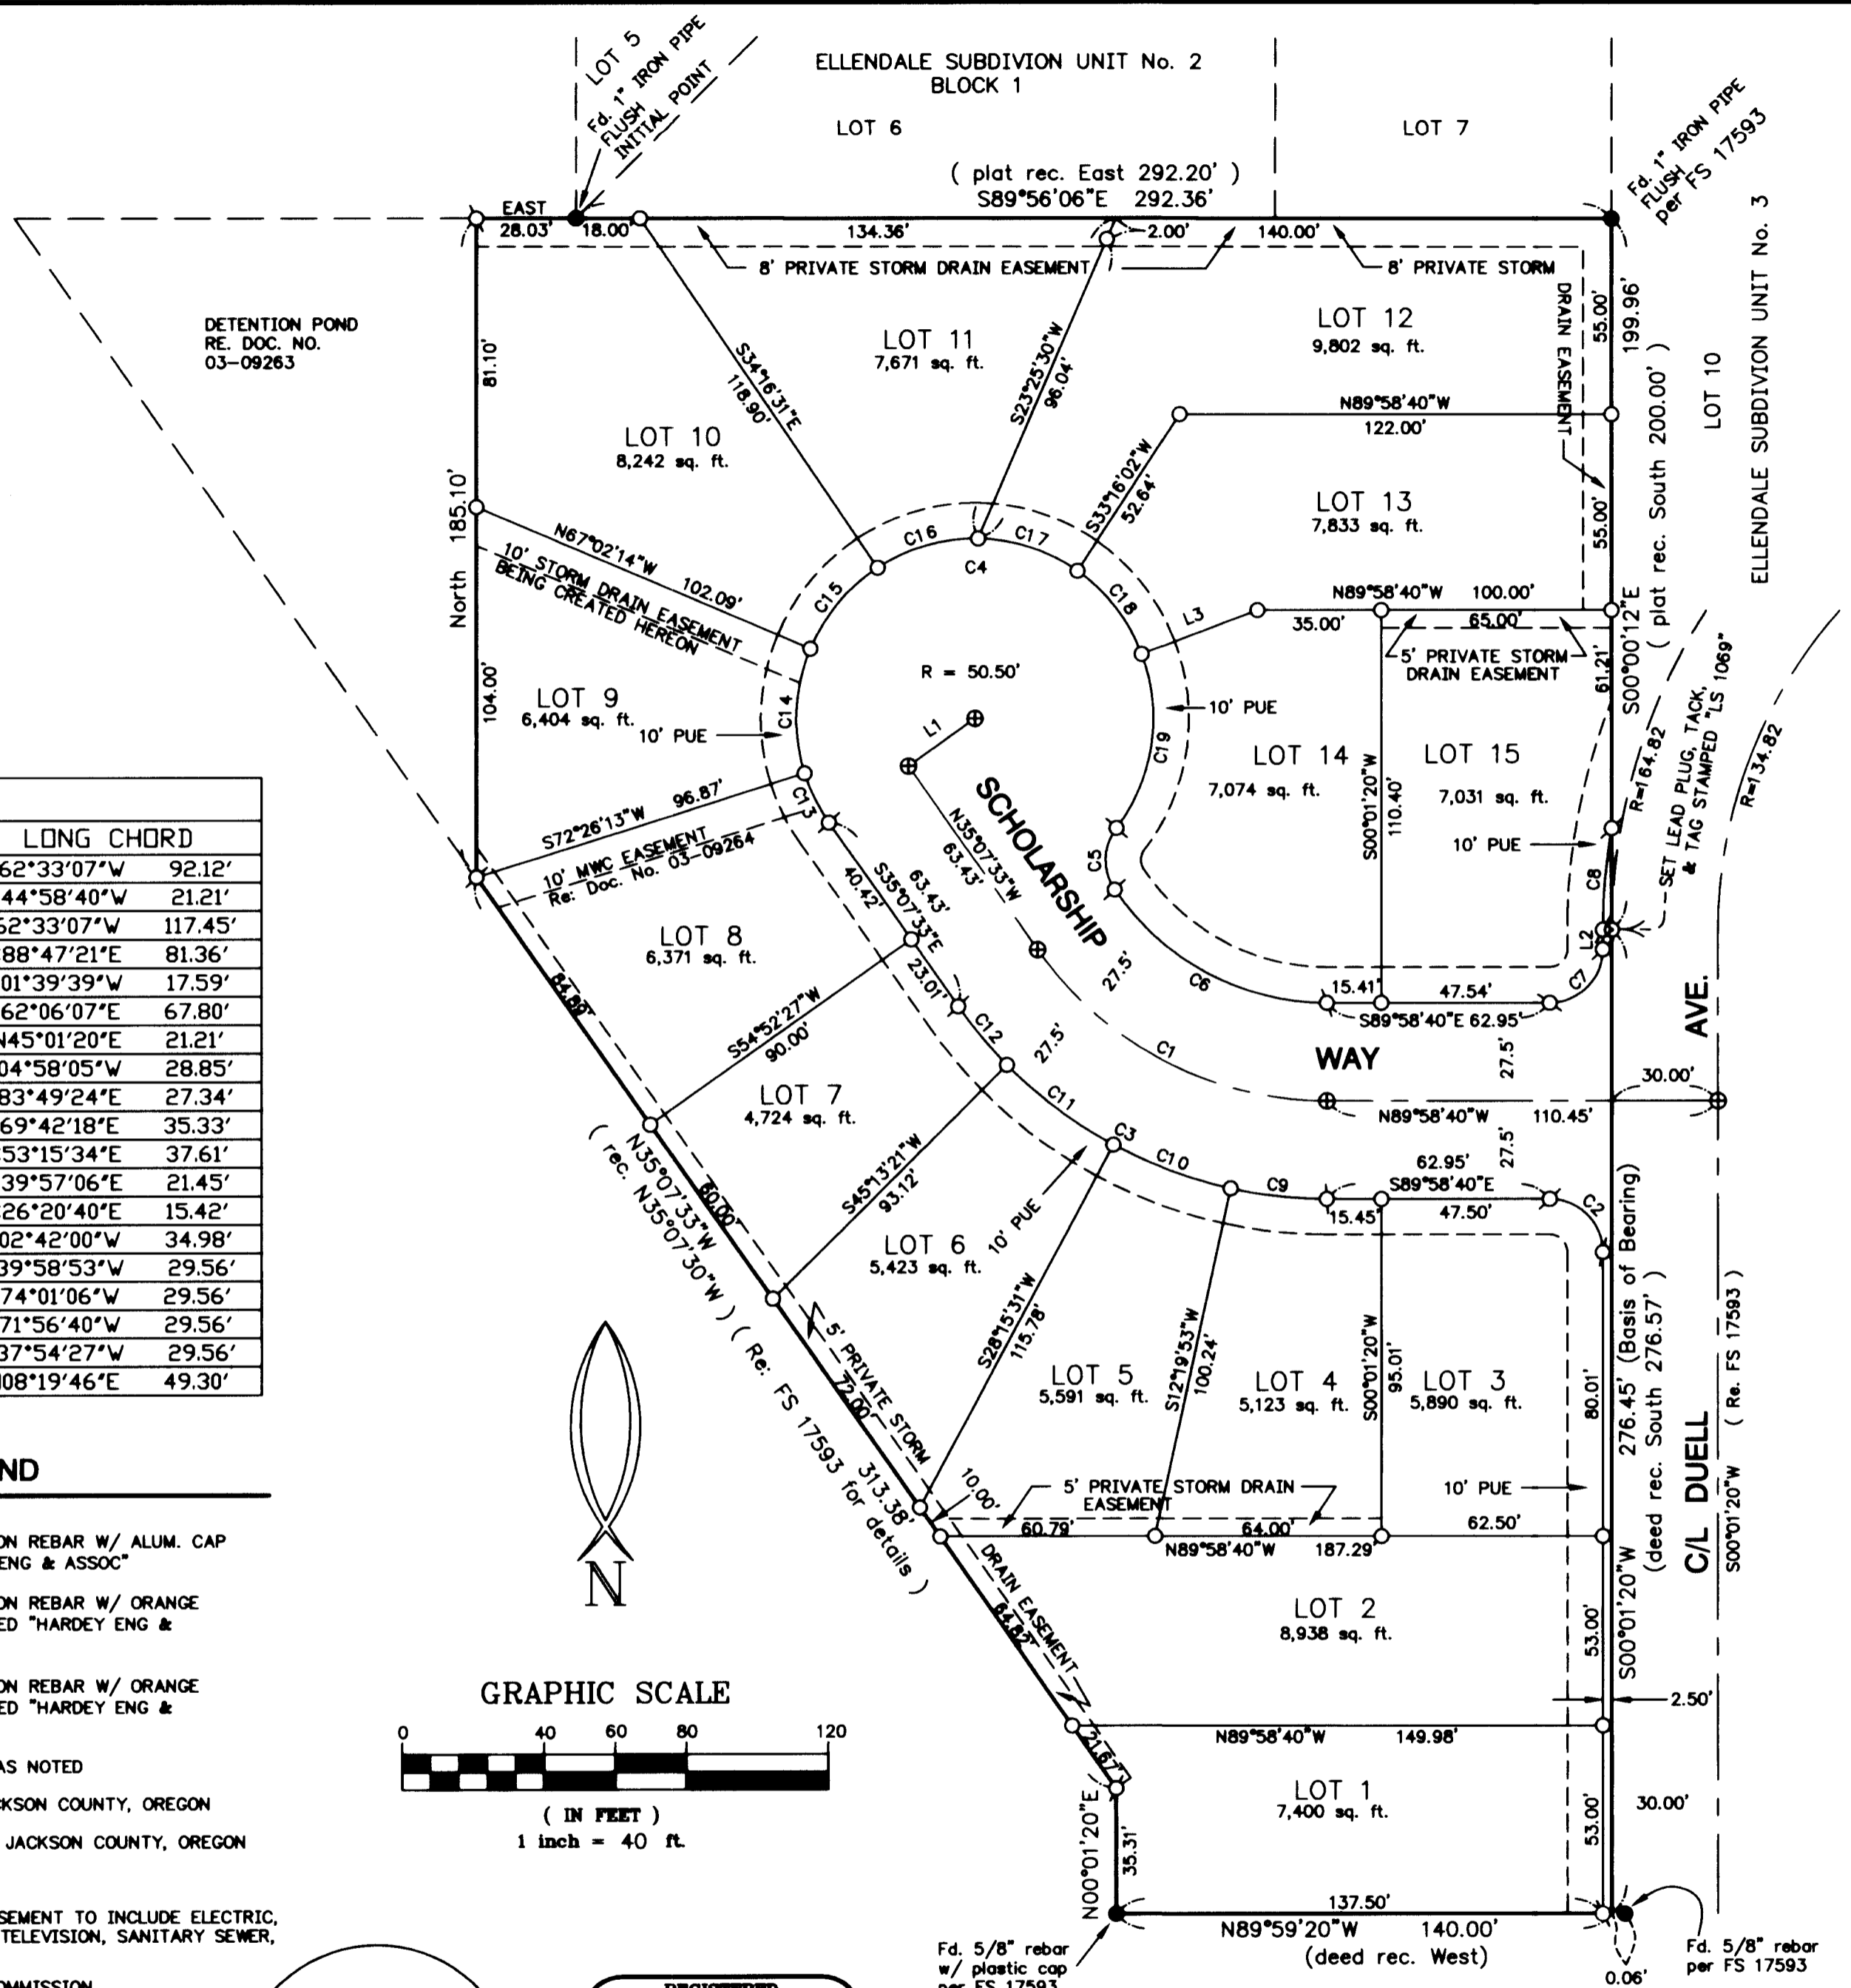 LOT 5
Fd. 1" IRON PIPE
FLUSH
INITIAL POINT
ELLENDALE SUBDIVION UNIT No. 2
BLOCK 1
LOT 6
LOT 7
Fd. 1" IRON PIPE
FLUSH
per FS 17593
( plat rec. East 292.20' )
S89°56'06"E 292.36'
EAST
28.03'
18.00'
134.36'
2.00'
140.00'
8' PRIVATE STORM DRAIN EASEMENT
8' PRIVATE STORM
DRAIN EASEMENT
DETENTION POND
RE. DOC. NO.
03-09263
81.10'
North 185.10'
104.00'
LOT 11
7,671 sq. ft.
LOT 12
9,802 sq. ft.
S34°16'31"E
118.90'
S23°25'30"W
96.04'
55.00'
199.96'
LOT 10
ELLENDALE SUBDIVION UNIT No. 3
LOT 10
8,242 sq. ft.
N89°58'40"W
122.00'
S33°16'02"W
52.64'
LOT 13
7,833 sq. ft.
55.00'
S00°00'12"E
( plat rec. South 200.00' )
N67°02'14"W 102.09'
10' STORM DRAIN EASEMENT
BEING CREATED HEREON
C16
C17
C4
C15
C18
L3
N89°58'40"W 100.00'
35.00'
65.00'
5' PRIVATE STORM
DRAIN EASEMENT
61.21'
R = 50.50'
LOT 9
6,404 sq. ft.
10' PUE
C14
L1
10' PUE
C19
LOT 14
7,074 sq. ft.
S00°01'20"W
110.40'
LOT 15
7,031 sq. ft.
10' PUE
R=164.82
SET LEAD PLUG, TACK,
& TAG STAMPED "LS 1069"
R=134.82
S72°26'13"W 96.87'
C13
10' MWC EASEMENT
Re: Doc. No. 03-09264
SCHOLARSHIP
N35°07'33"W
63.43'
63.43'
S35°07'33"E
40.42'
C5
C8
L2
C7
LOT 8
6,371 sq. ft.
84.89'
23.01'
27.5'
C6
15.41'
47.54'
S89°58'40"E 62.95'
S54°52'27"W
90.00'
C12
27.5'
C1
WAY
27.5'
AVE.
30.00'
N89°58'40"W 110.45'
LOT 7
4,724 sq. ft.
C11
C3
C10
C9
27.5'
62.95'
S89°58'40"E
15.45'
47.50'
C2
N35°07'33"W
( rec. N35°07'30"W ) ( Re: FS 17593 for details )
60.00'
S45°13'21"W
93.12'
LOT 6
5,423 sq. ft.
10' PUE
S28°15'31"W
115.78'
LOT 5
5,591 sq. ft.
S12°19'53"W
100.24'
LOT 4
5,123 sq. ft.
S00°01'20"W
95.01'
LOT 3
5,890 sq. ft.
80.01'
S00°01'20"W 276.45' (Basis of Bearing)
(deed rec. South 276.57' )
C/L DUELL
S00°01'20"W ( Re. FS 17593 )
5' PRIVATE STORM
72.00'
313.38'
10.00'
5' PRIVATE STORM DRAIN
EASEMENT
10' PUE
60.79'
64.00'
62.50'
N89°58'40"W 187.29'
DRAIN EASEMENT
64.82'
LOT 2
8,938 sq. ft.
53.00'
2.50'
N89°58'40"W 149.98'
21.67'
LOT 1
7,400 sq. ft.
53.00'
30.00'
N00°01'20"E
35.31'
137.50'
N89°59'20"W 140.00'
(deed rec. West)
Fd. 5/8" rebar
w/ plastic cap
per FS 17593
Fd. 5/8" rebar
per FS 17593
0.06'
LONG CHORD
62°33'07"W 92.12'
44°58'40"W 21.21'
62°33'07"W 117.45'
88°47'21"E 81.36'
01°39'39"W 17.59'
62°06'07"E 67.80'
N45°01'20"E 21.21'
04°58'05"W 28.85'
83°49'24"E 27.34'
69°42'18"E 35.33'
53°15'34"E 37.61'
39°57'06"E 21.45'
26°20'40"E 15.42'
02°42'00"W 34.98'
39°58'53"W 29.56'
74°01'06"W 29.56'
71°56'40"W 29.56'
37°54'27"W 29.56'
08°19'46"E 49.30'
ND
ON REBAR W/ ALUM. CAP
ENG & ASSOC"
ON REBAR W/ ORANGE
ED "HARDEY ENG &
ON REBAR W/ ORANGE
ED "HARDEY ENG &
AS NOTED
CKSON COUNTY, OREGON
JACKSON COUNTY, OREGON
SEMENT TO INCLUDE ELECTRIC,
TELEVISION, SANITARY SEWER,
OMMISSION
N
GRAPHIC SCALE
0 40 60 80 120
( IN FEET )
1 inch = 40 ft.
REGISTERED